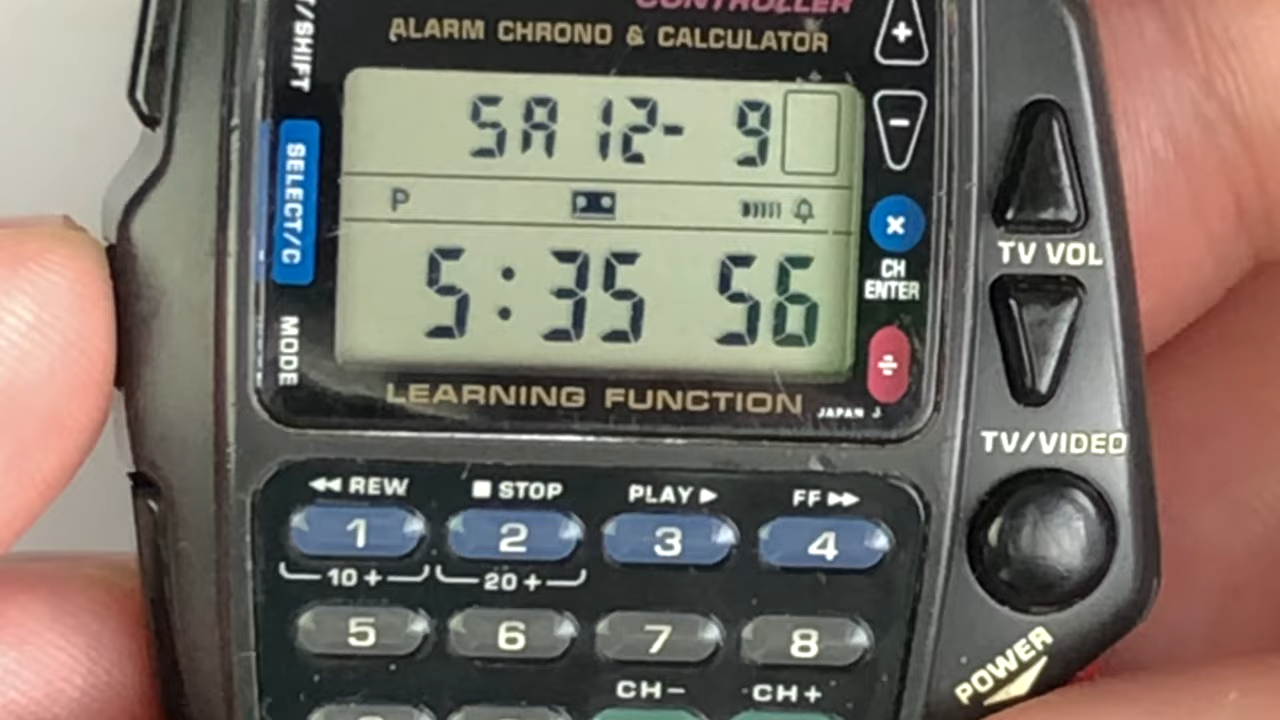 CONTROLLER
ALARM CHRONO & CALCULATOR
/SHIFT
SELECT/C
MODE
SA 12- 9
P
5:35 56
+
-
×
CH
ENTER
÷
LEARNING FUNCTION
JAPAN J
TV VOL
TV/VIDEO
POWER
◀◀ REW ■ STOP PLAY ▶ FF ▶▶
1 2 3 4
10+ 20+
5 6 7 8
CH- CH+